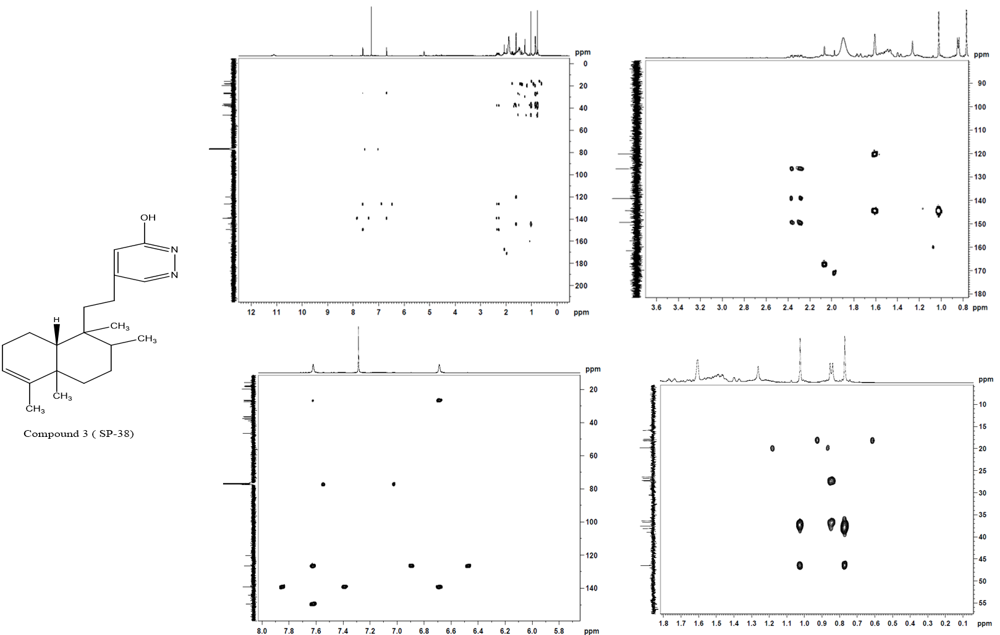 OH
N
N
H
CH3
CH3
CH3
CH3
Compound 3 ( SP-38)
ppm
0
20
40
60
80
100
120
140
160
180
200
12 11 10 9 8 7 6 5 4 3 2 1 0 ppm
ppm
90
100
110
120
130
140
150
160
170
180
3.6 3.4 3.2 3.0 2.8 2.6 2.4 2.2 2.0 1.8 1.6 1.4 1.2 1.0 0.8 ppm
ppm
20
40
60
80
100
120
140
8.0 7.8 7.6 7.4 7.2 7.0 6.8 6.6 6.4 6.2 6.0 5.8 ppm
ppm
10
15
20
25
30
35
40
45
50
55
1.8 1.7 1.6 1.5 1.4 1.3 1.2 1.1 1.0 0.9 0.8 0.7 0.6 0.5 0.4 0.3 0.2 0.1 ppm